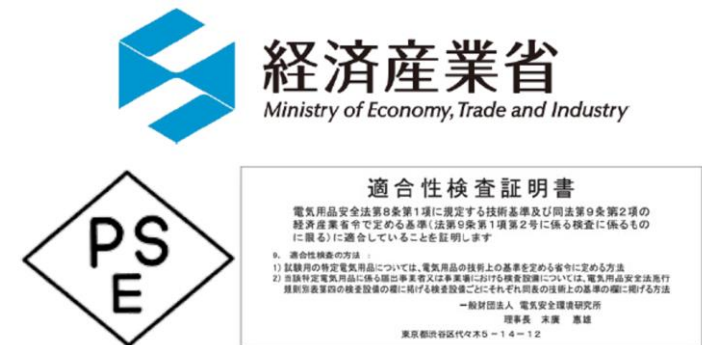 経済産業省
Ministry of Economy, Trade and Industry
PS
E
適合性検査証明書
電気用品安全法第8条第1項に規定する技術基準及び同法第9条第2項の
経済産業省令で定める基準(法第9条第1項第2号に係る検査に係るもの
に限る)に適合していることを証明します
9. 適合性検査の方法 :
1) 試験月の特定電気用品については、電気用品の技術上の基準を定める省令に定める方法
2) 当該特定電気用品に係る届出事業者又は事業場における検査設備については、電気用品安全法施行
規則別表第四の検査設備の欄に掲げる検査設備ごとにそれぞれ同表の技術上の基準の欄に掲げる方法
一般財団法人 電気安全環境研究所
理事長 末廣 惠雄
東京都渋谷区代々木5-14-12